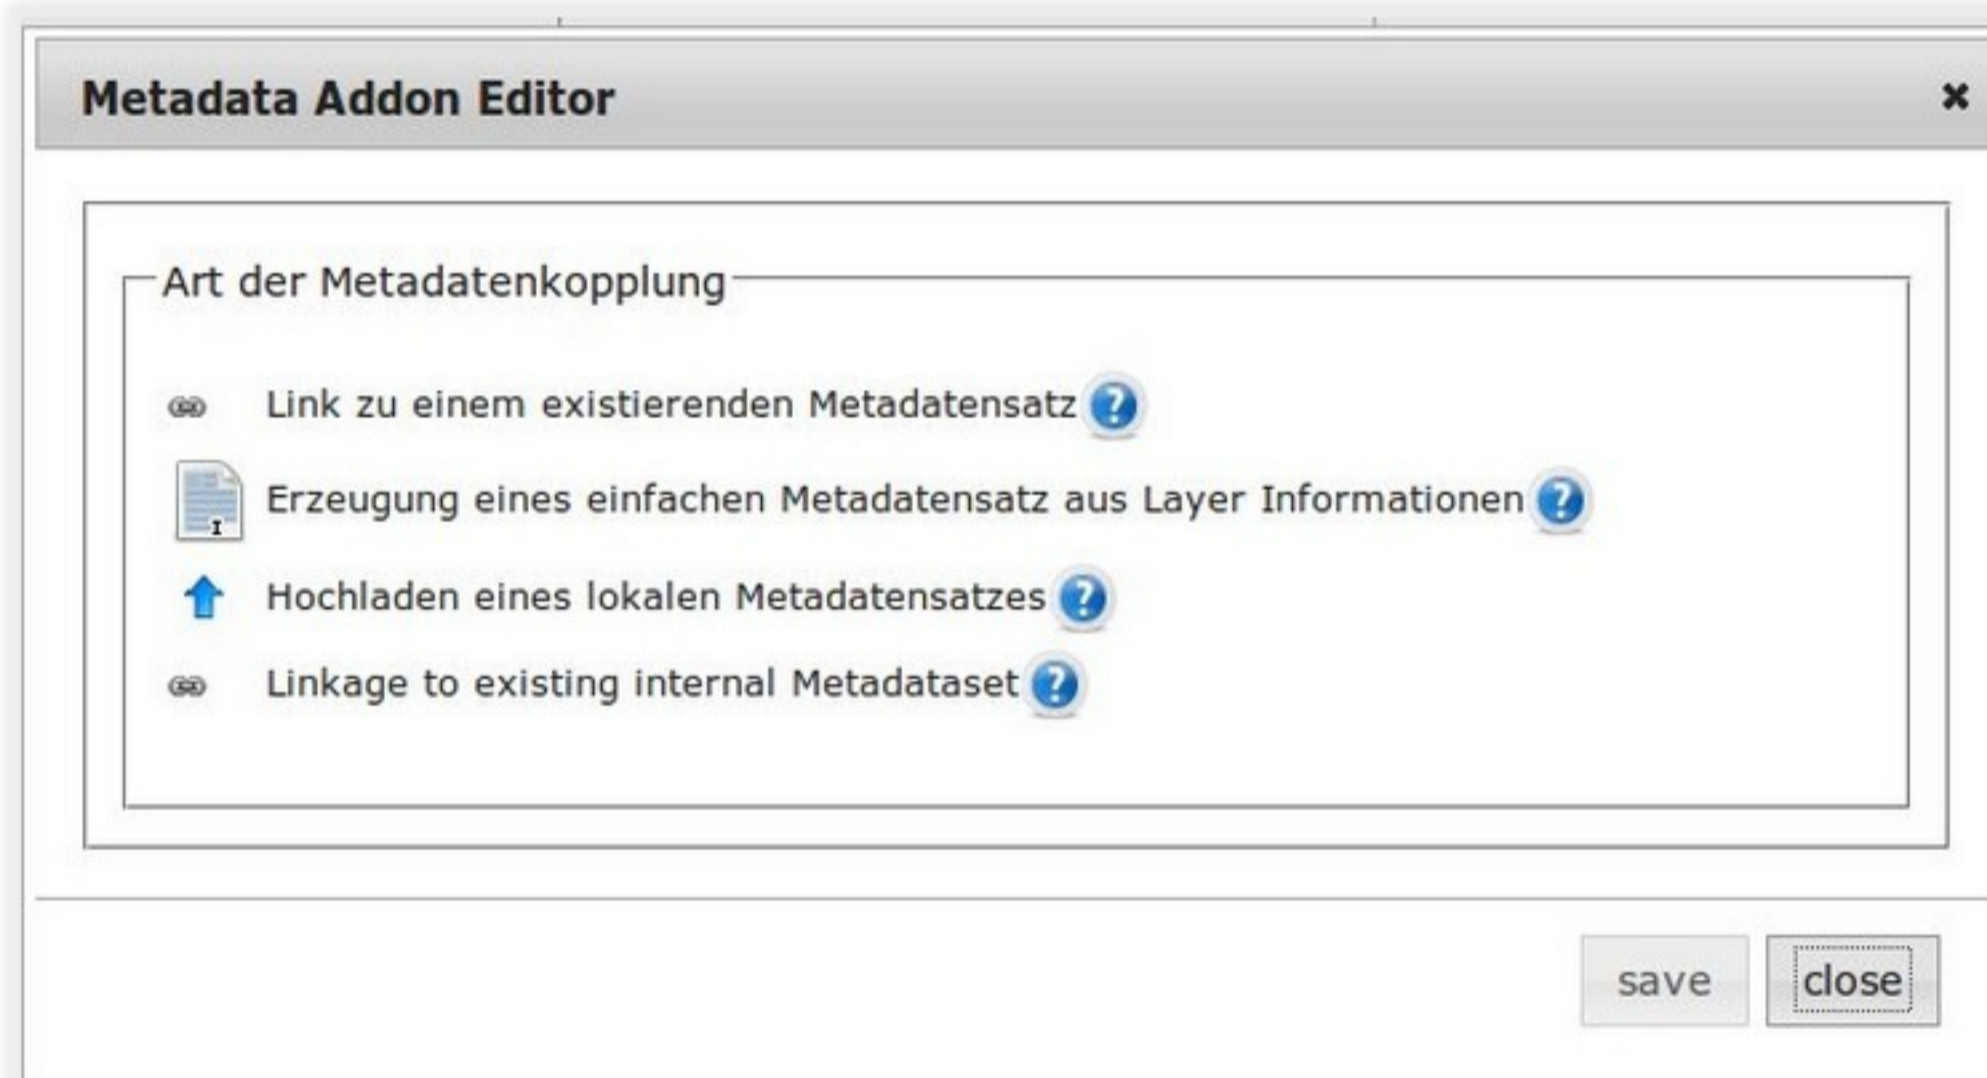 Metadata Addon Editor
Art der Metadatenkopplung
Link zu einem existierenden Metadatensatz
Erzeugung eines einfachen Metadatensatz aus Layer Informationen
Hochladen eines lokalen Metadatensatzes
Linkage to existing internal Metadataset
save close